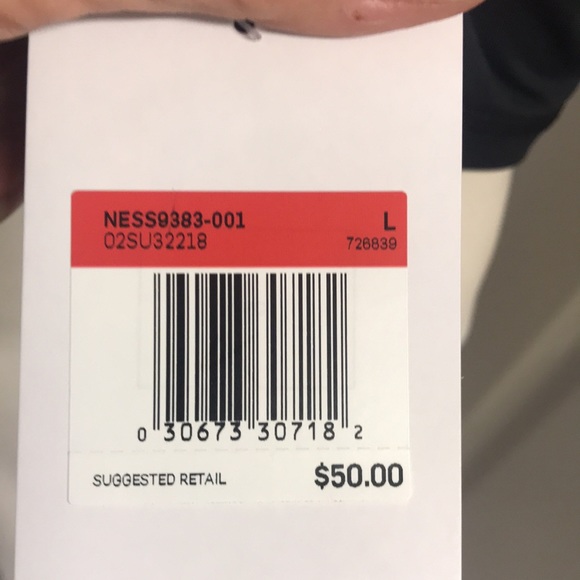 NESS9383-001 L
02SU32218 726839
0 30673 30718 2
SUGGESTED RETAIL $50.00